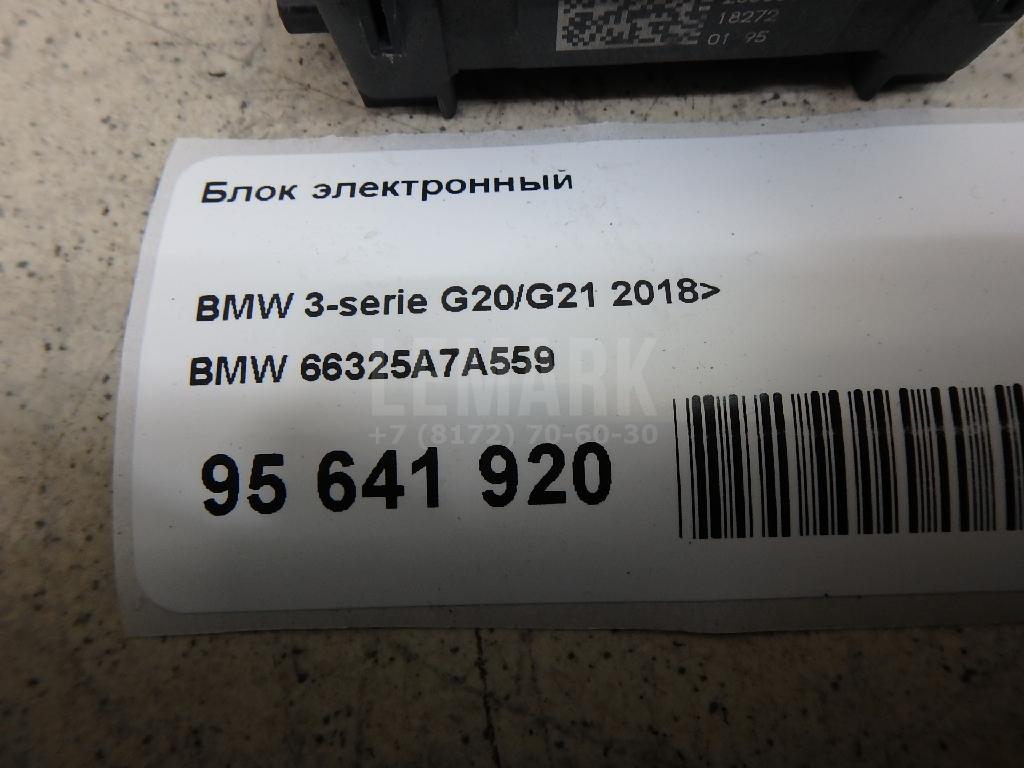 18272
01 95
Блок электронный
BMW 3-serie G20/G21 2018>
BMW 66325A7A559
LEMARK
+7 (8172) 70-60-30
95 641 920